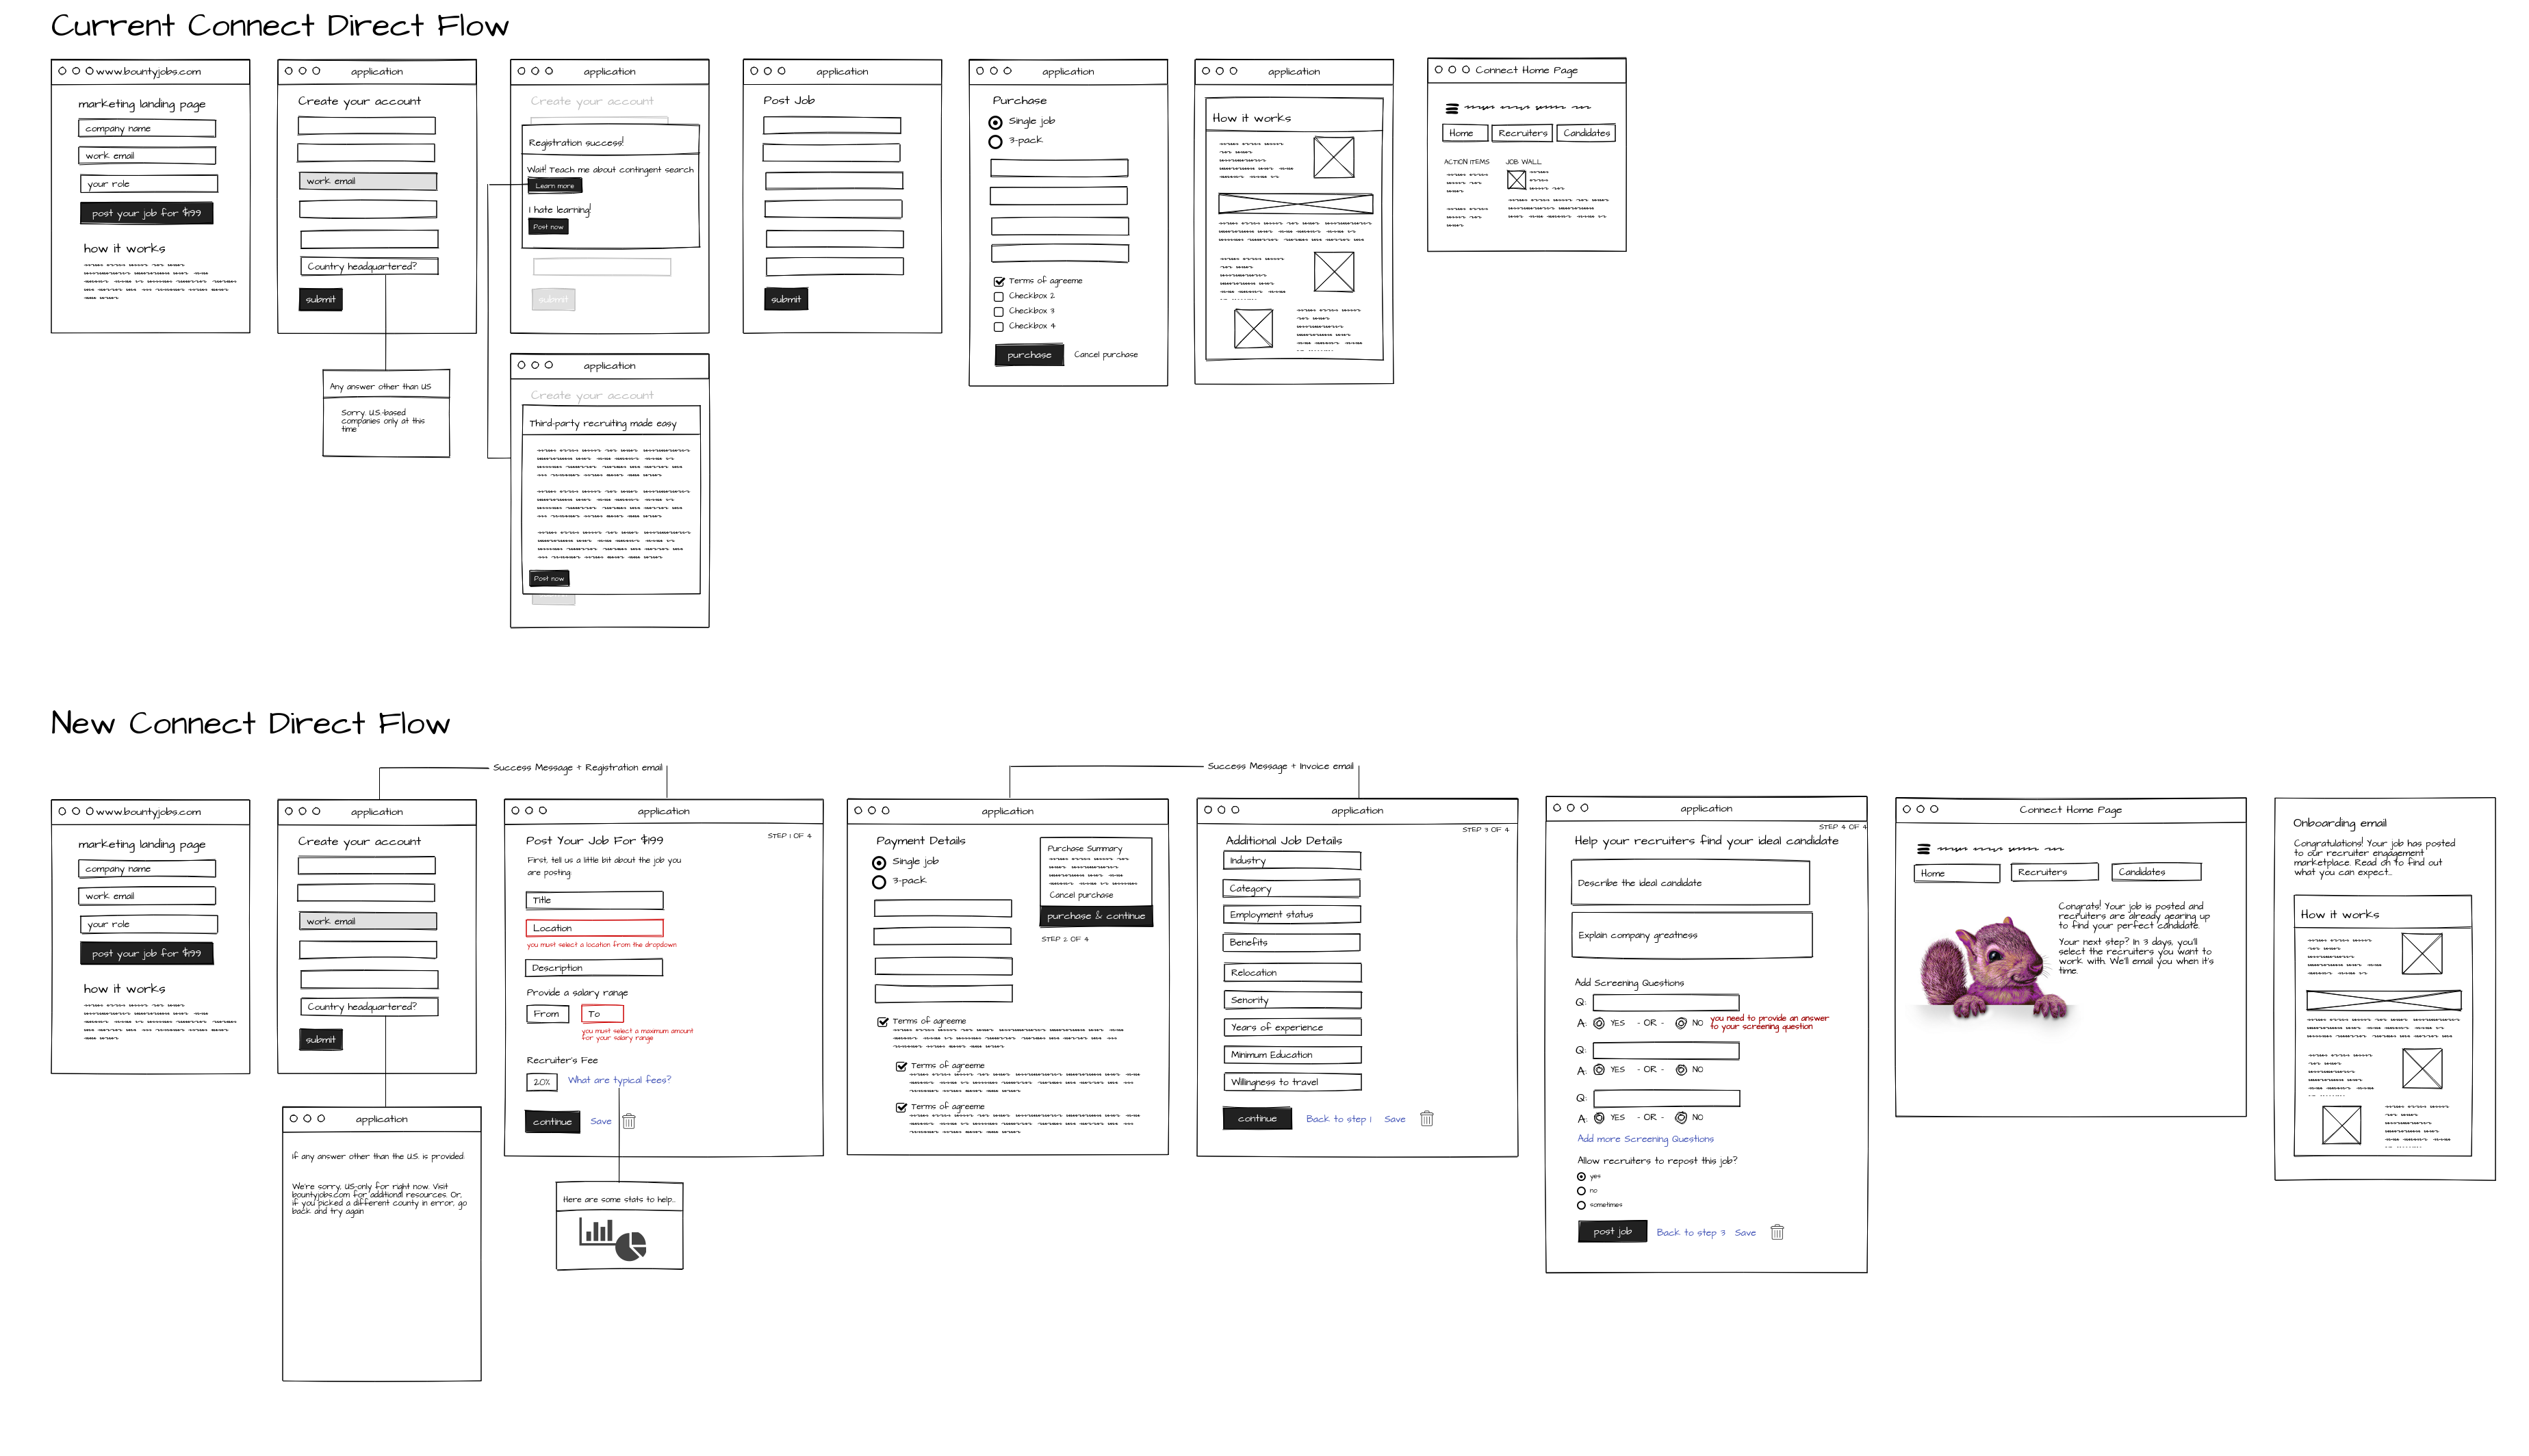 Current Connect Direct Flow
www.bountyjobs.com
marketing landing page
company name
work email
your role
post your job for $199
how it works
application
Create your account
work email
Country headquartered?
submit
Any answer other than US
Sorry. U.S.-based
companies only at this
time
application
Create your account
Registration success!
Wait! Teach me about contingent search
Learn more
I hate learning!
Post now
submit
application
Create your account
Third-party recruiting made easy
Post now
application
Post Job
submit
application
Purchase
Single job
3-pack
Terms of agreeme
Checkbox 2
Checkbox 3
Checkbox 4
purchase
Cancel purchase
application
How it works
Connect Home Page
Home
Recruiters
Candidates
ACTION ITEMS
JOB WALL
New Connect Direct Flow
www.bountyjobs.com
marketing landing page
company name
work email
your role
post your job for $199
how it works
Success Message + Registration email
application
Create your account
work email
Country headquartered?
submit
application
If any answer other than the U.S. is provided:
We're sorry, US-only for right now. Visit
bountyjobs.com for additional resources. Or,
if you picked a different county in error, go
back and try again
application
STEP 1 OF 4
Post Your Job For $199
First, tell us a little bit about the job you
are posting:
Title
Location
you must select a location from the dropdown
Description
Provide a salary range
From
To
you must select a maximum amount
for your salary range
Recruiter's Fee
20%
What are typical fees?
continue
Save
Here are some stats to help...
Success Message + Invoice email
application
Payment Details
Single job
3-pack
Purchase Summary
Cancel purchase
purchase & continue
STEP 2 OF 4
Terms of agreeme
Terms of agreeme
Terms of agreeme
application
STEP 3 OF 4
Additional Job Details
Industry
Category
Employment status
Benefits
Relocation
Senority
Years of experience
Minimum Education
Willingness to travel
continue
Back to step 1
Save
application
STEP 4 OF 4
Help your recruiters find your ideal candidate
Describe the ideal candidate
Explain company greatness
Add Screening Questions
Q:
A: YES - OR - NO
you need to provide an answer
to your screening question
Q:
A: YES - OR - NO
Q:
A: YES - OR - NO
Add more Screening Questions
Allow recruiters to repost this job?
yes
no
sometimes
post job
Back to step 3
Save
Connect Home Page
Home
Recruiters
Candidates
Congrats! Your job is posted and
recruiters are already gearing up
to find your perfect candidate.
Your next step? In 3 days, you'll
select the recruiters you want to
work with. We'll email you when it's
time.
Onboarding email
Congratulations! Your job has posted
to our recruiter engagement
marketplace. Read on to find out
what you can expect...
How it works